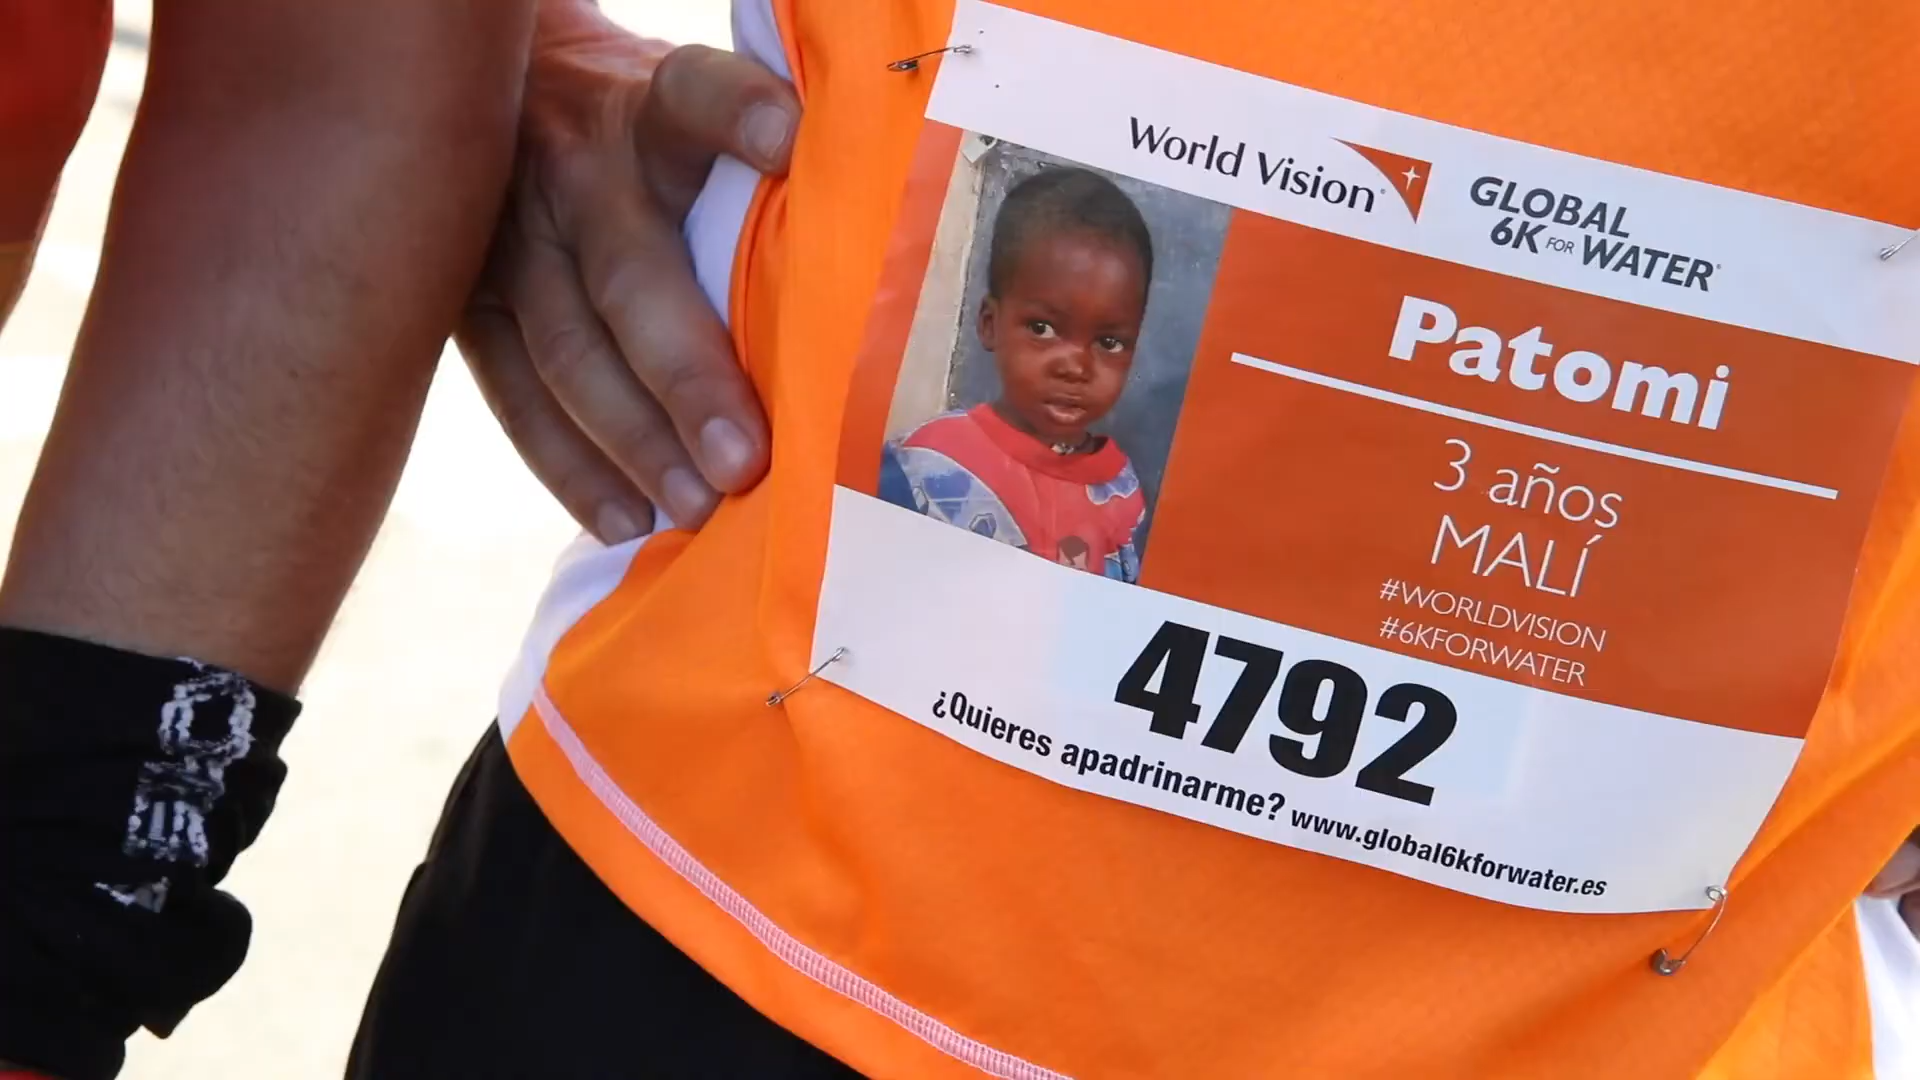 World Vision
GLOBAL
6K FOR WATER
Patomi
3 años
MALÍ
#WORLDVISION
#6KFORWATER
4792
¿Quieres apadrinarme? www.global6kforwater.es